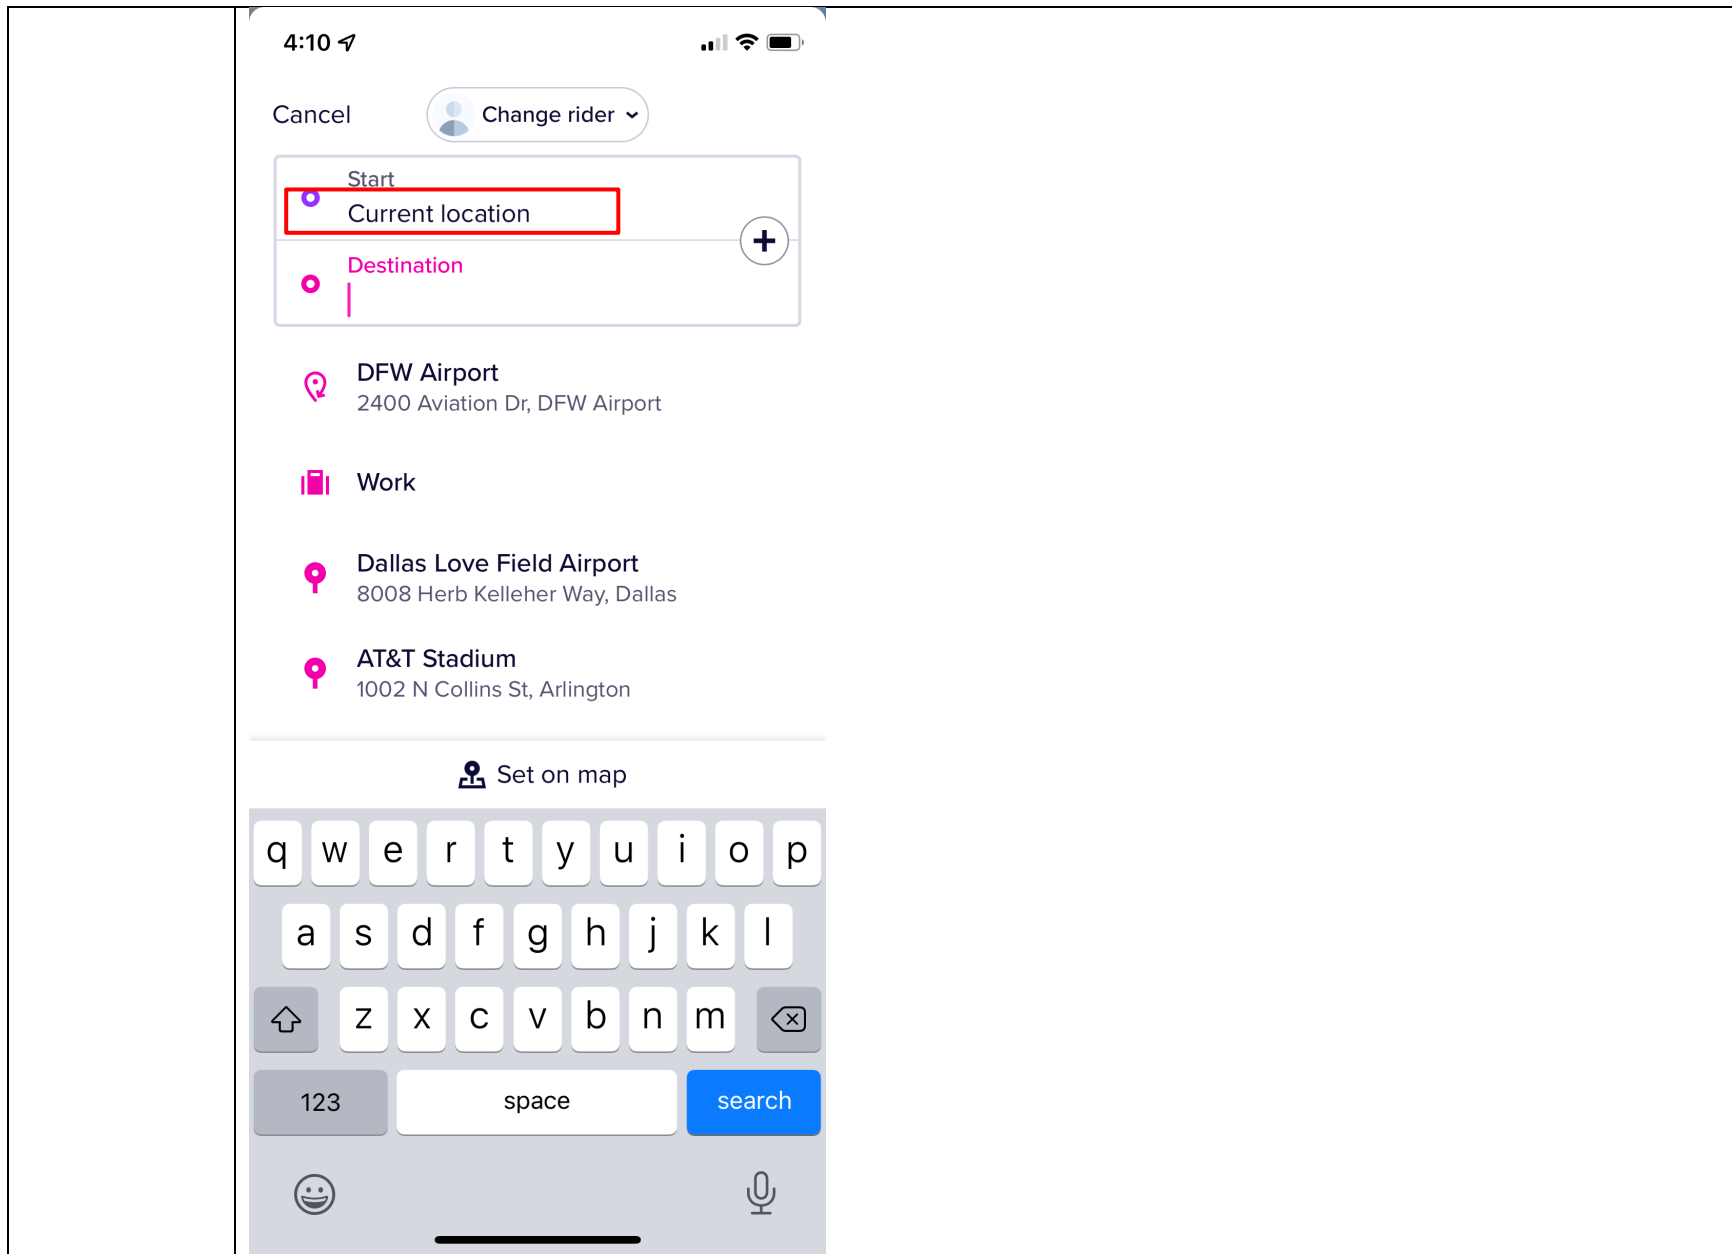 4:10
Cancel
Change rider
Start
Current location
Destination
DFW Airport
2400 Aviation Dr, DFW Airport
Work
Dallas Love Field Airport
8008 Herb Kelleher Way, Dallas
AT&T Stadium
1002 N Collins St, Arlington
Set on map
q w e r t y u i o p
a s d f g h j k l
z x c v b n m
123 space search